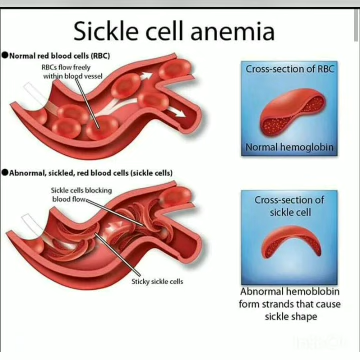 Sickle cell anemia
●Normal red blood cells (RBC)
RBCs flow freely
within blood vessel
Cross-section of RBC
Normal hemoglobin
●Abnormal, sickled, red blood cells (sickle cells)
Sickle cells blocking
blood flow
Cross-section of
sickle cell
Sticky sickle cells
Abnormal hemoblobin
form strands that cause
sickle shape